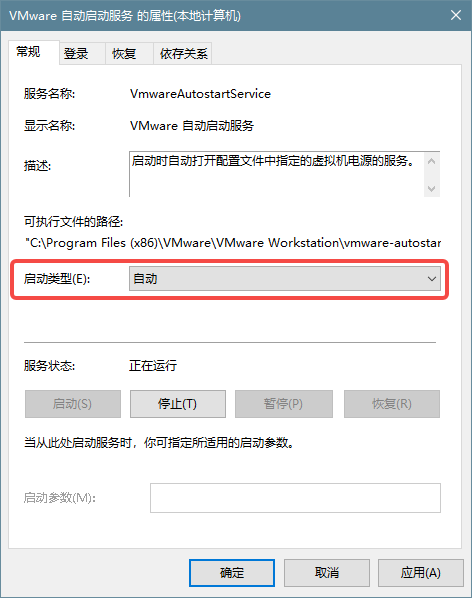 VMware 自动启动服务 的属性(本地计算机)
常规 登录 恢复 依存关系
服务名称: VmwareAutostartService
显示名称: VMware 自动启动服务
描述: 启动时自动打开配置文件中指定的虚拟机电源的服务。
可执行文件的路径:
"C:\Program Files (x86)\VMware\VMware Workstation\vmware-autostar
启动类型(E): 自动
服务状态: 正在运行
启动(S) 停止(T) 暂停(P) 恢复(R)
当从此处启动服务时，你可指定所适用的启动参数。
启动参数(M):
确定 取消 应用(A)